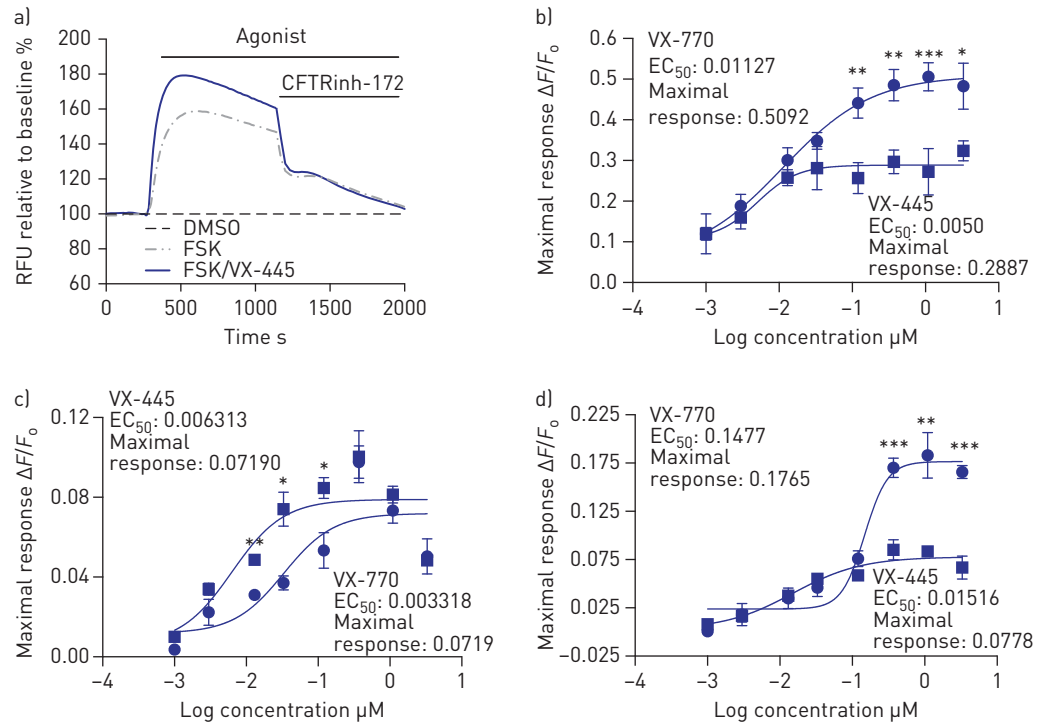 a)
200
180
160
140
120
100
80
60
RFU relative to baseline %
Agonist
CFTRinh-172
DMSO
FSK
FSK/VX-445
0 500 1000 1500 2000
Time s
b)
0.6
0.5
0.4
0.3
0.2
0.1
0.0
Maximal response ΔF/Fo
VX-770
EC50: 0.01127
Maximal
response: 0.5092
** ** *** *
VX-445
EC50: 0.0050
Maximal
response: 0.2887
−4 −3 −2 −1 0 1
Log concentration μM
c)
0.12
0.08
0.04
0.00
Maximal response ΔF/Fo
VX-445
EC50: 0.006313
Maximal
response: 0.07190
** * *
VX-770
EC50: 0.003318
Maximal
response: 0.0719
−4 −3 −2 −1 0 1
Log concentration μM
d)
0.225
0.175
0.125
0.075
0.025
−0.025
Maximal response ΔF/Fo
VX-770
EC50: 0.1477
Maximal
response: 0.1765
*** ** ***
VX-445
EC50: 0.01516
Maximal
response: 0.0778
−4 −3 −2 −1 0 1
Log concentration μM